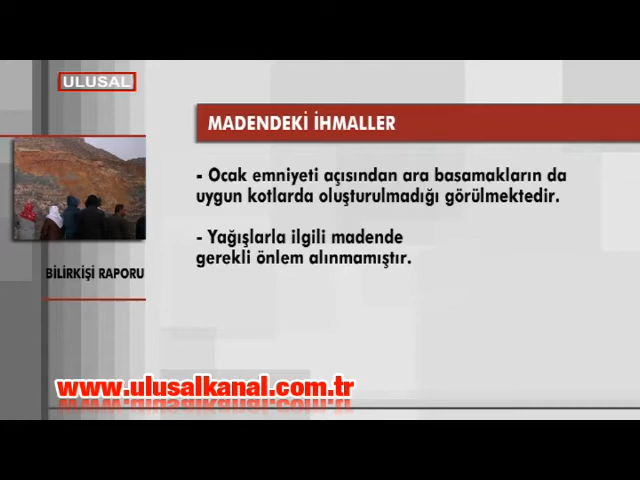 ULUSAL
MADENDEKİ İHMALLER
- Ocak emniyeti açısından ara basamakların da
uygun kotlarda oluşturulmadığı görülmektedir.
- Yağışlarla ilgili madende
gerekli önlem alınmamıştır.
BİLİRKİŞİ RAPORU
www.ulusalkanal.com.tr